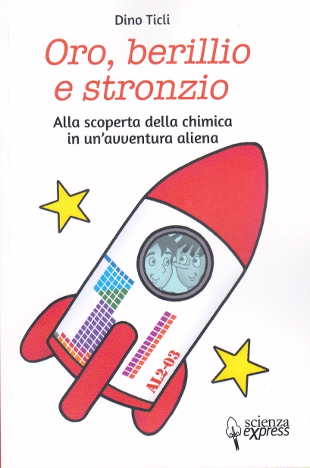 Dino Ticli
Oro, berillio
e stronzio
Alla scoperta della chimica
in un'avventura aliena
AL2-03
scienza
express